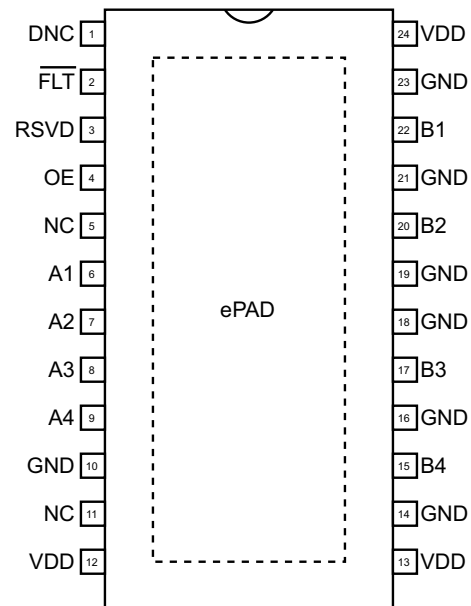 DNC 1 24 VDD
FLT 2 23 GND
RSVD 3 22 B1
OE 4 21 GND
NC 5 20 B2
A1 6 19 GND
ePAD
A2 7 18 GND
A3 8 17 B3
A4 9 16 GND
GND 10 15 B4
NC 11 14 GND
VDD 12 13 VDD